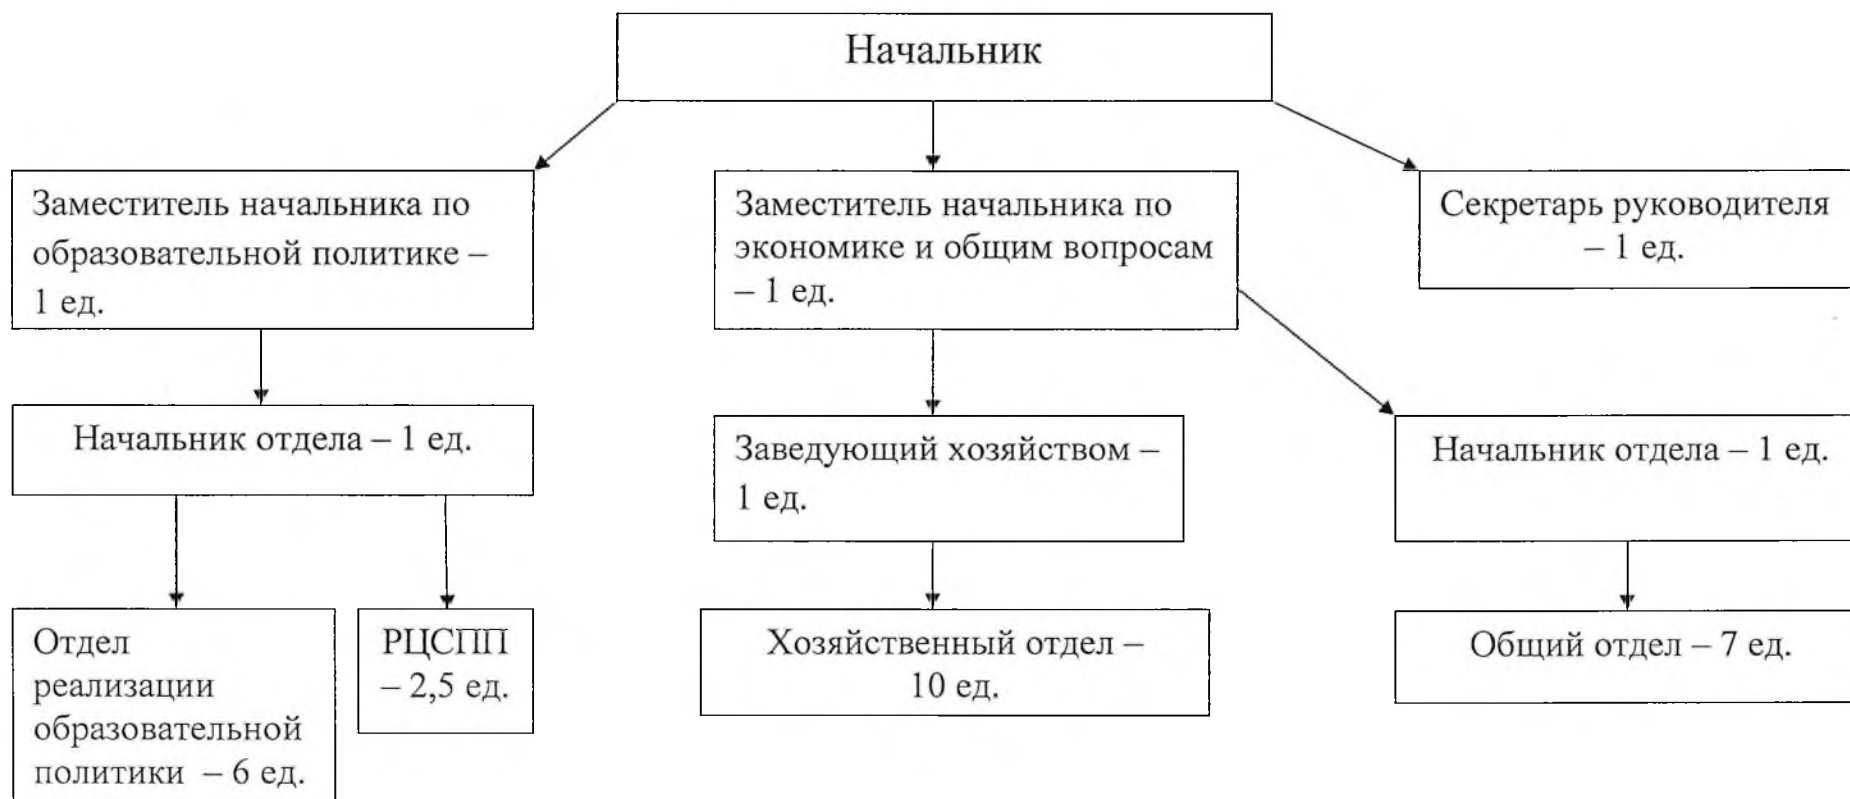 Начальник
Заместитель начальника по
образовательной политике –
1 ед.
Заместитель начальника по
экономике и общим вопросам
– 1 ед.
Секретарь руководителя
– 1 ед.
Начальник отдела – 1 ед.
Заведующий хозяйством –
1 ед.
Начальник отдела – 1 ед.
Отдел
реализации
образовательной
политики – 6 ед.
РЦСПП
– 2,5 ед.
Хозяйственный отдел –
10 ед.
Общий отдел – 7 ед.